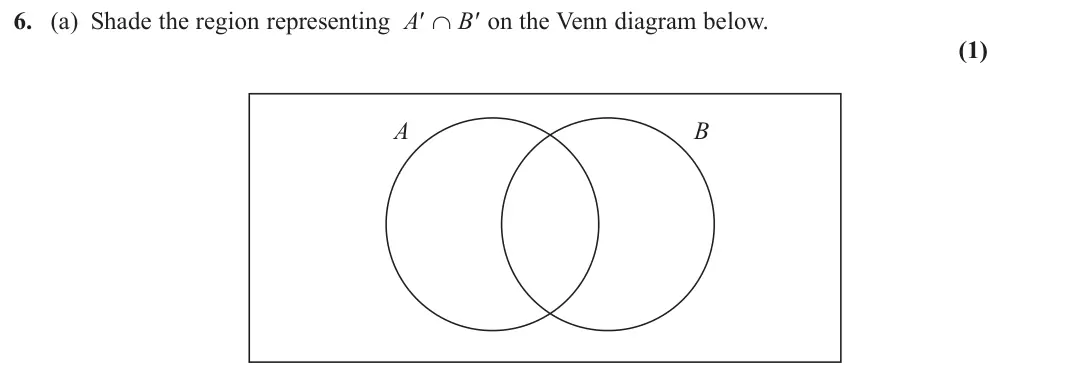 6. (a) Shade the region representing A′ ∩ B′ on the Venn diagram below.
(1)
A
B